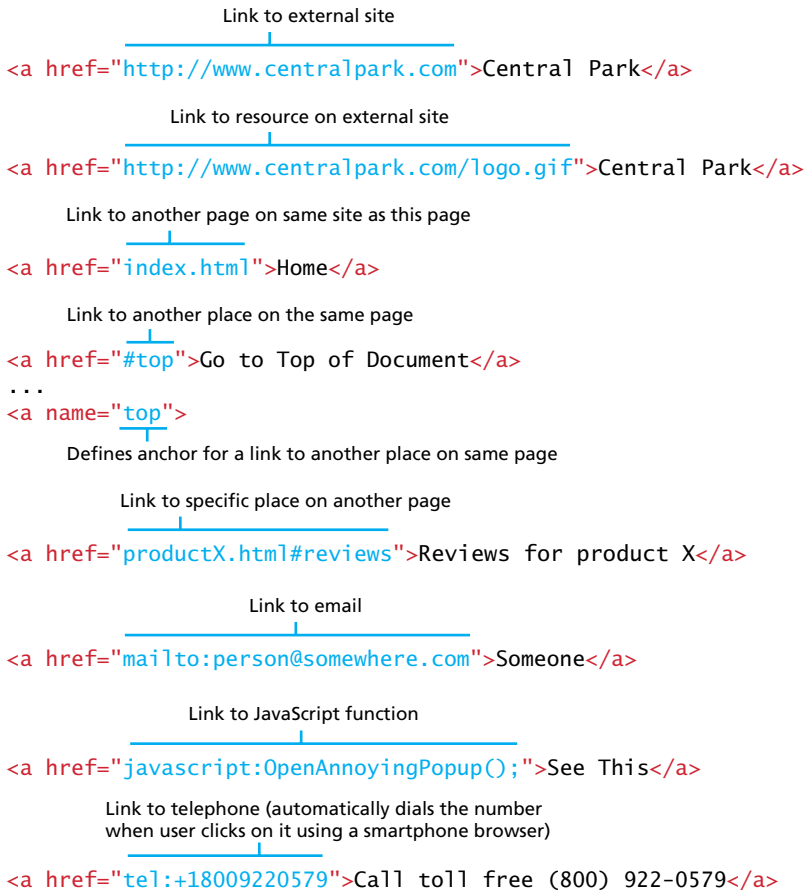 Link to external site
<a href="http://www.centralpark.com">Central Park</a>
Link to resource on external site
<a href="http://www.centralpark.com/logo.gif">Central Park</a>
Link to another page on same site as this page
<a href="index.html">Home</a>
Link to another place on the same page
<a href="#top">Go to Top of Document</a>
...
<a name="top">
Defines anchor for a link to another place on same page
Link to specific place on another page
<a href="productX.html#reviews">Reviews for product X</a>
Link to email
<a href="mailto:person@somewhere.com">Someone</a>
Link to JavaScript function
<a href="javascript:OpenAnnoyingPopup();">See This</a>
Link to telephone (automatically dials the number
when user clicks on it using a smartphone browser)
<a href="tel:+18009220579">Call toll free (800) 922-0579</a>